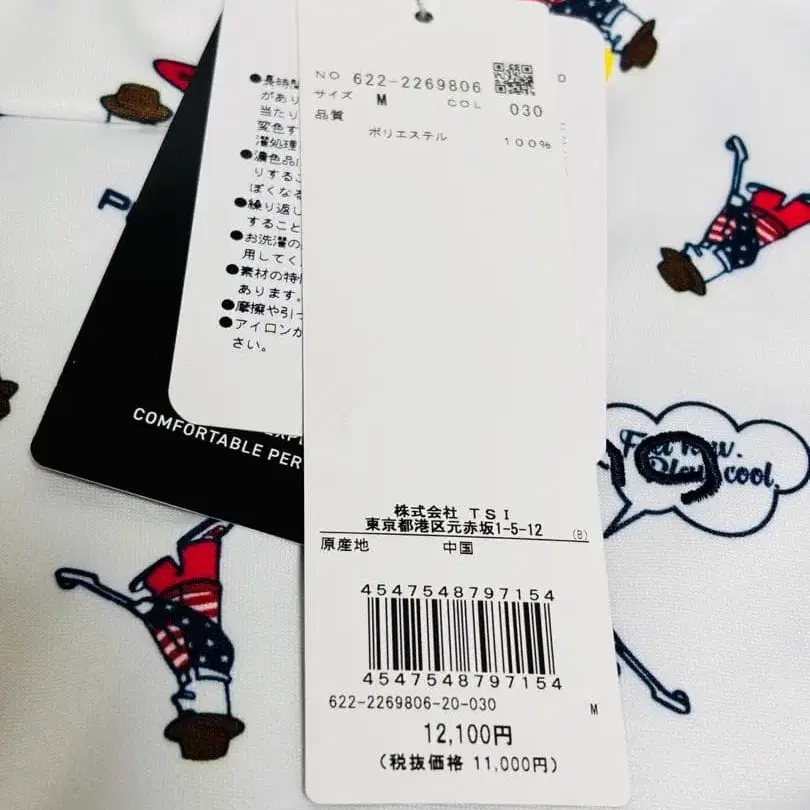 NO 622-2269806
サイズ M COL 030
品質
ポリエステル 100%
株式会社 TSI
東京都港区元赤坂1-5-12 (B)
原産地 中国
4547548797154
4547548797154
622-2269806-20-030 M
12,100円
(税抜価格 11,000円)
●長時間
があり
当たり
変色す
濯処理
●濃色品に
りするこ
ぽくなる
●繰り返し
すること
●お洗濯の
用してく
●素材の特
あります。
●摩擦や引っ
●アイロンが
さい。
COMFORTABLE PER
cool.